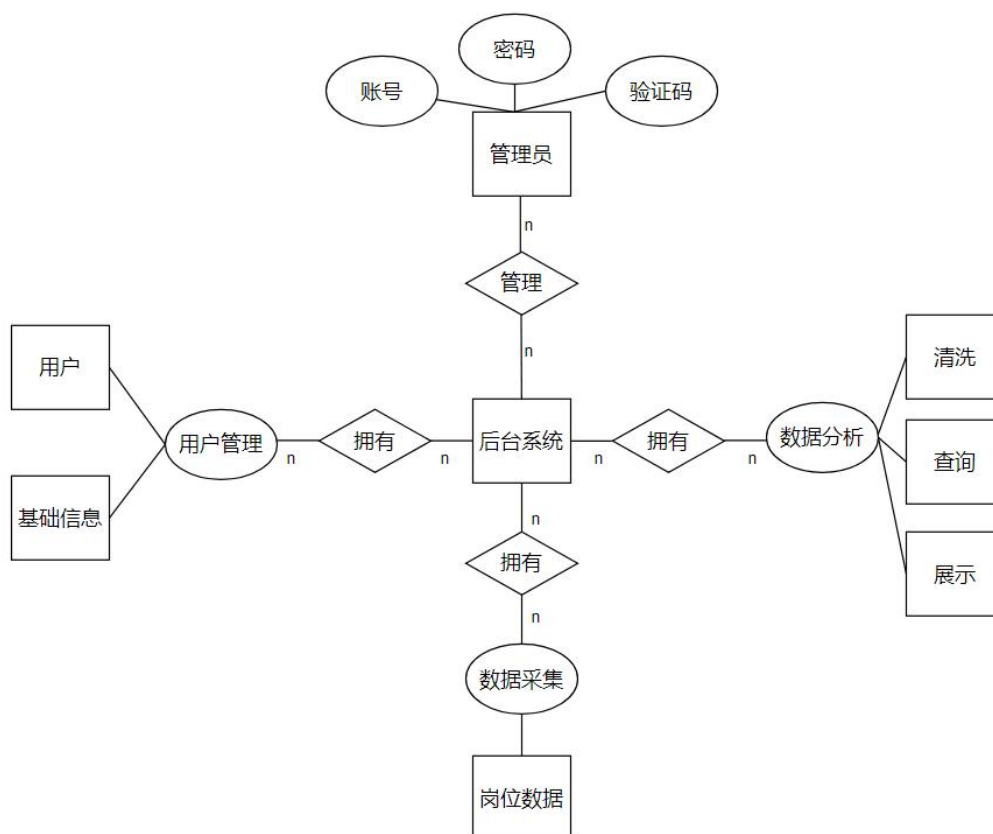 密码
账号
验证码
管理员
n
管理
n
用户
清洗
用户管理
n
拥有
n
后台系统
n
拥有
n
数据分析
查询
基础信息
n
拥有
展示
n
数据采集
岗位数据